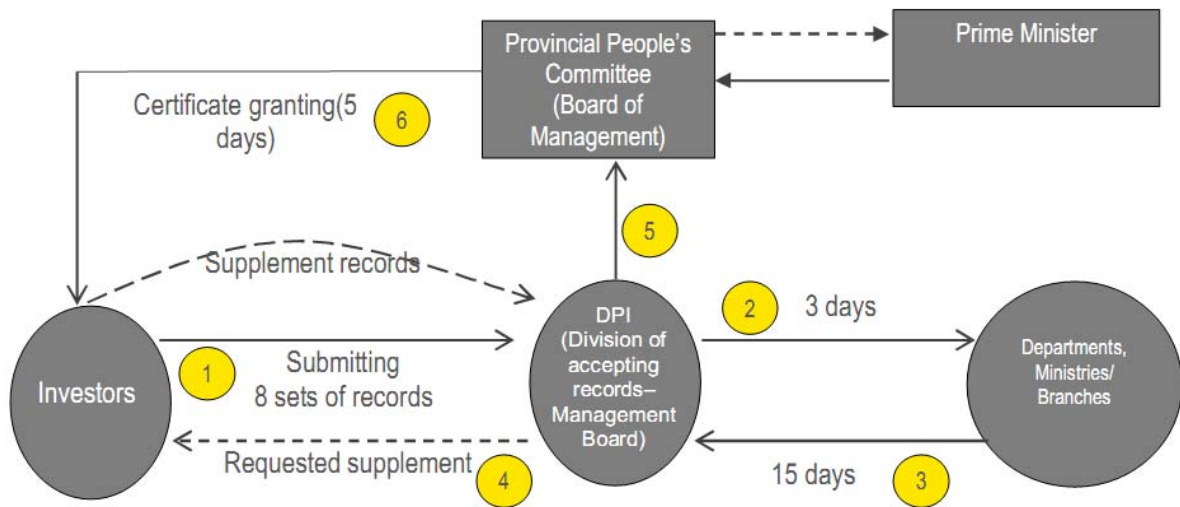 Provincial People's
Committee
(Board of
Management)
Prime Minister
Certificate granting(5
days)
6
5
Supplement records
Investors
1
Submitting
8 sets of records
DPI
(Division of
accepting
records–
Management
Board)
2
3 days
Departments,
Ministries/
Branches
Requested supplement
4
15 days
3